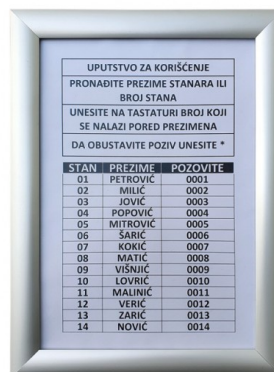 UPUTSTVO ZA KORIŠĆENJE
PRONAĐITE PREZIME STANARA ILI
BROJ STANA
UNESITE NA TASTATURI BROJ KOJI
SE NALAZI PORED PREZIMENA
DA OBUSTAVITE POZIV UNESITE *
STAN PREZIME POZOVITE
01 PETROVIĆ 0001
02 MILIĆ 0002
03 JOVIĆ 0003
04 POPOVIĆ 0004
05 MITROVIĆ 0005
06 ŠARIĆ 0006
07 KOKIĆ 0007
08 MATIĆ 0008
09 VIŠNJIĆ 0009
10 LOVRIĆ 0010
11 MALINIĆ 0011
12 VERIĆ 0012
13 ZARIĆ 0013
14 NOVIĆ 0014